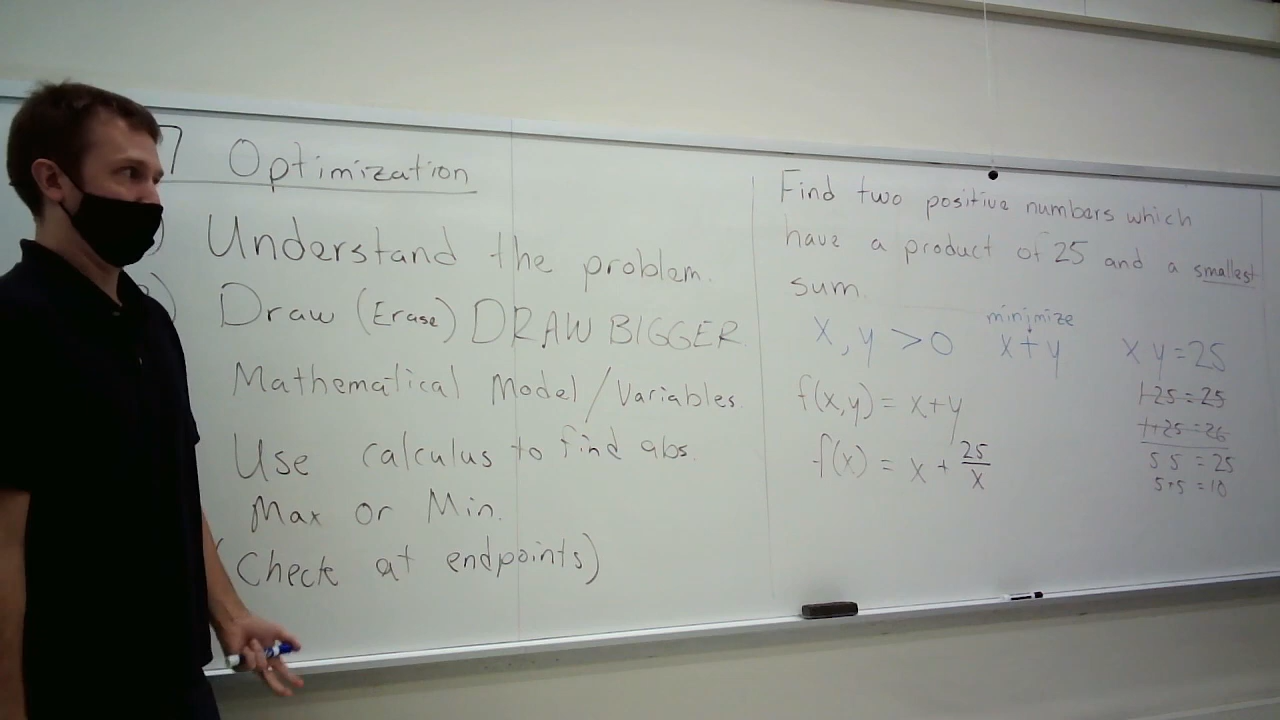 7 Optimization
) Understand the problem.
) Draw (Erase) DRAW BIGGER
Mathematical Model/Variables.
Use calculus to find abs.
Max or Min.
(Check at endpoints)
Find two positive numbers which
have a product of 25 and a smallest
sum.
minimize
x, y > 0 x + y xy = 25
f(x,y) = x+y
f(x) = x + 25/x
1·25 = 25
1+25 = 26
5·5 = 25
5+5 = 10